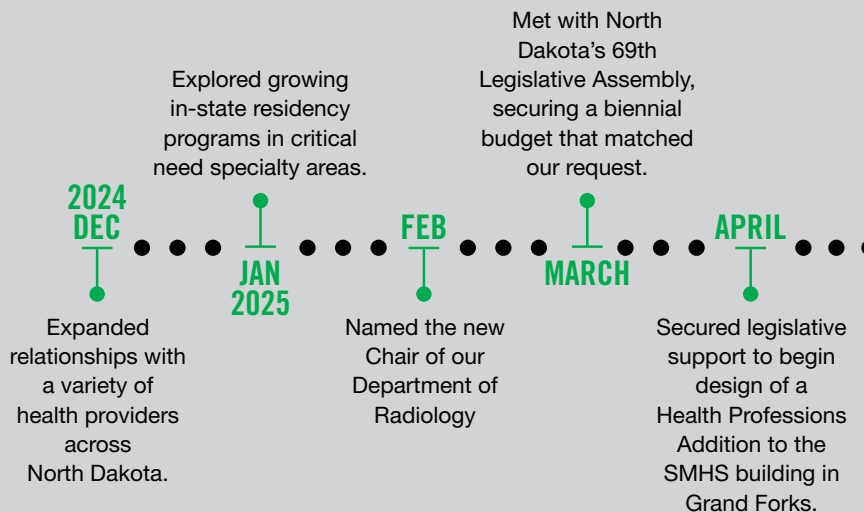 2024
DEC
Expanded
relationships with
a variety of
health providers
across
North Dakota.
Explored growing
in-state residency
programs in critical
need specialty areas.
JAN
2025
FEB
Named the new
Chair of our
Department of
Radiology
Met with North
Dakota’s 69th
Legislative Assembly,
securing a biennial
budget that matched
our request.
MARCH
APRIL
Secured legislative
support to begin
design of a
Health Professions
Addition to the
SMHS building in
Grand Forks.